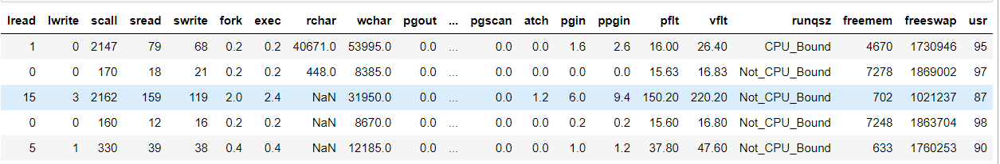 lread lwrite scall sread swrite fork exec rchar wchar pgout ... pgscan atch pgin ppgin pflt vflt runqsz freemem freeswap usr
1 0 2147 79 68 0.2 0.2 40671.0 53995.0 0.0 ... 0.0 0.0 1.6 2.6 16.00 26.40 CPU_Bound 4670 1730946 95
0 0 170 18 21 0.2 0.2 448.0 8385.0 0.0 ... 0.0 0.0 0.0 0.0 15.63 16.83 Not_CPU_Bound 7278 1869002 97
15 3 2162 159 119 2.0 2.4 NaN 31950.0 0.0 ... 0.0 1.2 6.0 9.4 150.20 220.20 Not_CPU_Bound 702 1021237 87
0 0 160 12 16 0.2 0.2 NaN 8670.0 0.0 ... 0.0 0.0 0.2 0.2 15.60 16.80 Not_CPU_Bound 7248 1863704 98
5 1 330 39 38 0.4 0.4 NaN 12185.0 0.0 ... 0.0 0.0 1.0 1.2 37.80 47.60 Not_CPU_Bound 633 1760253 90